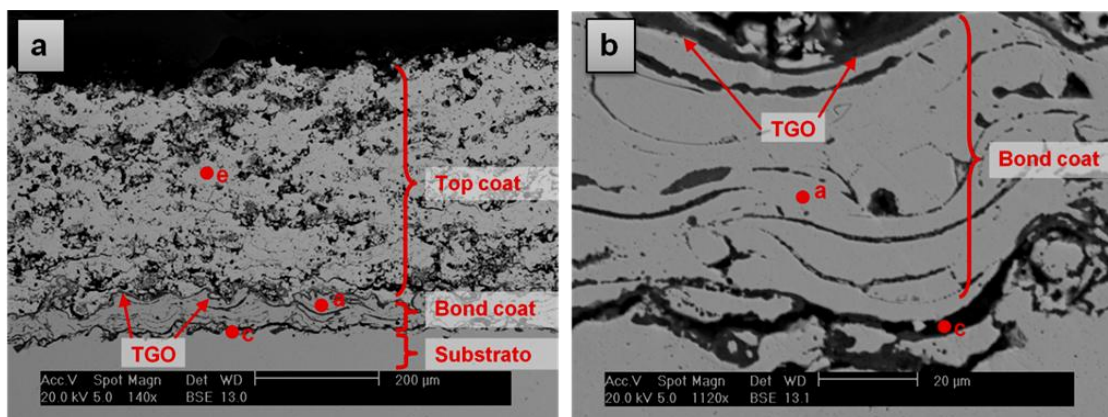 a
e
Top coat
a
Bond coat
c
TGO
Substrato
Acc.V Spot Magn Det WD 200 µm
20.0 kV 5.0 140x BSE 13.0
b
TGO
Bond coat
a
c
Acc.V Spot Magn Det WD 20 µm
20.0 kV 5.0 1120x BSE 13.1